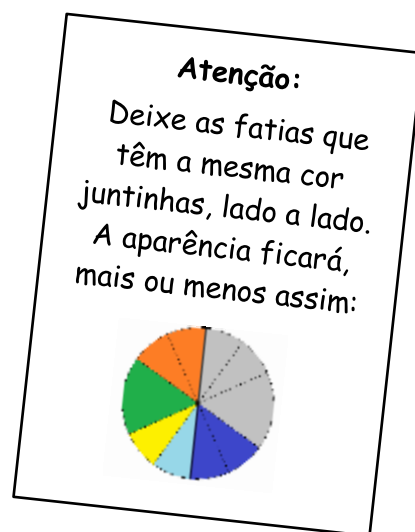 Atenção:
Deixe as fatias que
têm a mesma cor
juntinhas, lado a lado.
A aparência ficará,
mais ou menos assim: